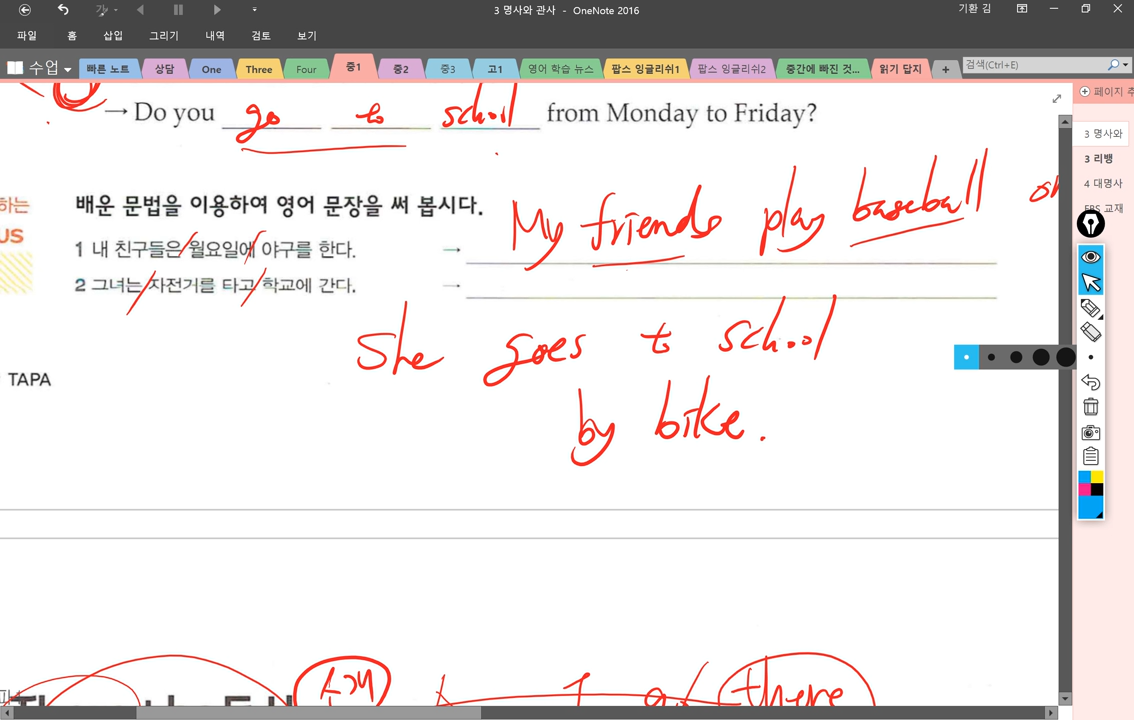 3 명사와 관사 - OneNote 2016
기환 김
파일 홈 삽입 그리기 내역 검토 보기
수업 빠른 노트 상담 One Three Four 중1 중2 중3 고1 영어 학습 뉴스 팝스 잉글리쉬1 팝스 잉글리쉬2 중간에 빠진 것... 읽기 답지 + 검색(Ctrl+E)
페이지 추
3 명사와
3 리뱅
4 대명사
EBS 교재
→ Do you go to school from Monday to Friday?
하는
US
배운 문법을 이용하여 영어 문장을 써 봅시다.
My friends play baseball on
1 내 친구들은 월요일에 야구를 한다. →
2 그녀는 자전거를 타고 학교에 간다. →
She goes to school
by bike.
TAPA
there